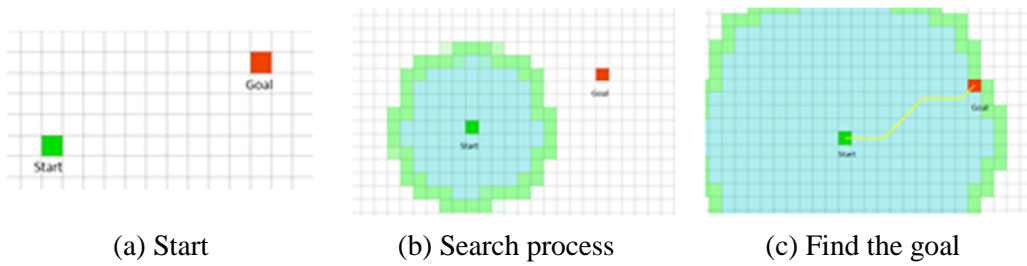 Goal
Start
Goal
Start
Goal
Start
(a) Start
(b) Search process
(c) Find the goal